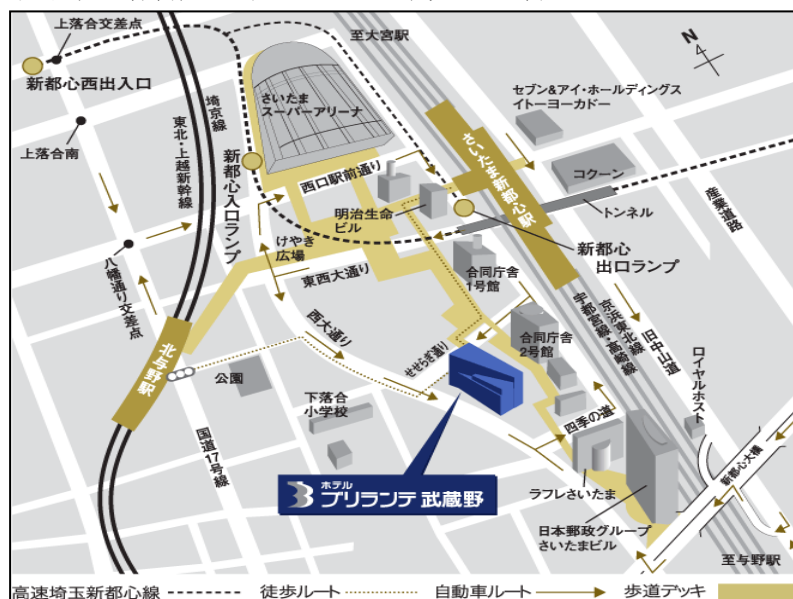 上落合交差点
至大宮駅
N
新都心西出入口
さいたま
スーパーアリーナ
セブン&アイ・ホールディングス
イトーヨーカドー
埼京線
東北・上越新幹線
上落合南
新都心入口ランプ
西口駅前通り
さいたま新都心駅
コクーン
明治生命
ビル
トンネル
産業道路
けやき
広場
新都心
出口ランプ
八幡通り交差点
東西大通り
合同庁舎
1号館
西大通り
宇都宮線・高崎線
京浜東北線
旧中山道
合同庁舎
2号館
せせらぎ通り
北与野駅
公園
ロイヤルホスト
下落合
小学校
四季の道
国道17号線
新都心大橋
ホテル
ブリランテ 武蔵野
ラフレさいたま
日本郵政グループ
さいたまビル
至与野駅
高速埼玉新都心線 徒歩ルート 自動車ルート 歩道デッキ